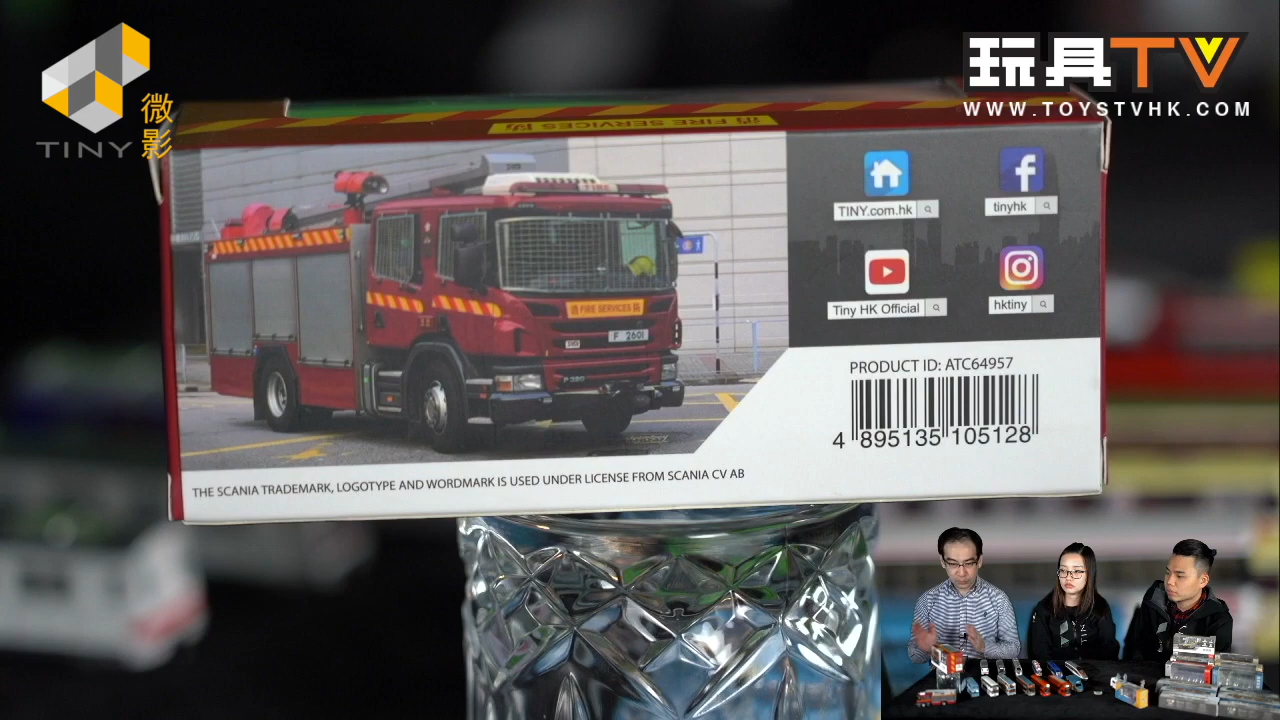 TINY
微影
玩具TV
WWW.TOYSTVHK.COM
FIRE SERVICES
FIRE
FIRE SERVICES
F 2601
P 320
TINY.com.hk
tinyhk
Tiny HK Official
hktiny
PRODUCT ID: ATC64957
4 895135 105128
THE SCANIA TRADEMARK, LOGOTYPE AND WORDMARK IS USED UNDER LICENSE FROM SCANIA CV AB